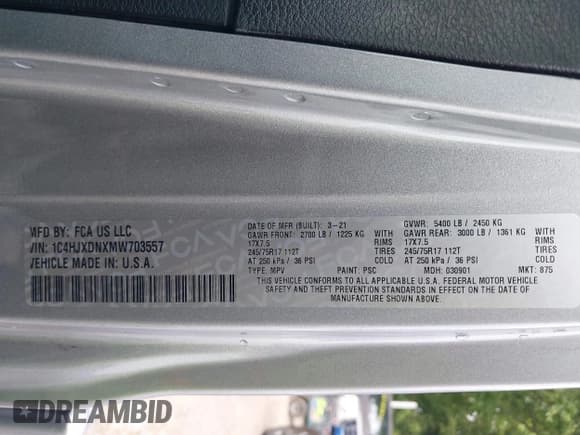 MFD BY: FCA US LLC
VIN: 1C4HJXDNXMW703557
VEHICLE MADE IN: U.S.A.
DATE OF MFR (BUILT): 3-21
GVWR: 5400 LB / 2450 KG
GAWR FRONT: 2700 LB / 1225 KG WITH
GAWR REAR: 3000 LB / 1361 KG WITH
17X7.5 RIMS
17X7.5 RIMS
245/75R17 112T
245/75R17 112T
AT 250 kPa / 36 PSI COLD
AT 250 kPa / 36 PSI COLD
TYPE: MPV PAINT: PSC MDH: 030901 MKT: 875
THIS VEHICLE CONFORMS TO ALL APPLICABLE U.S.A. FEDERAL MOTOR VEHICLE
SAFETY AND THEFT PREVENTION STANDARDS IN EFFECT ON THE DATE OF
MANUFACTURE SHOWN ABOVE.
DREAMBID